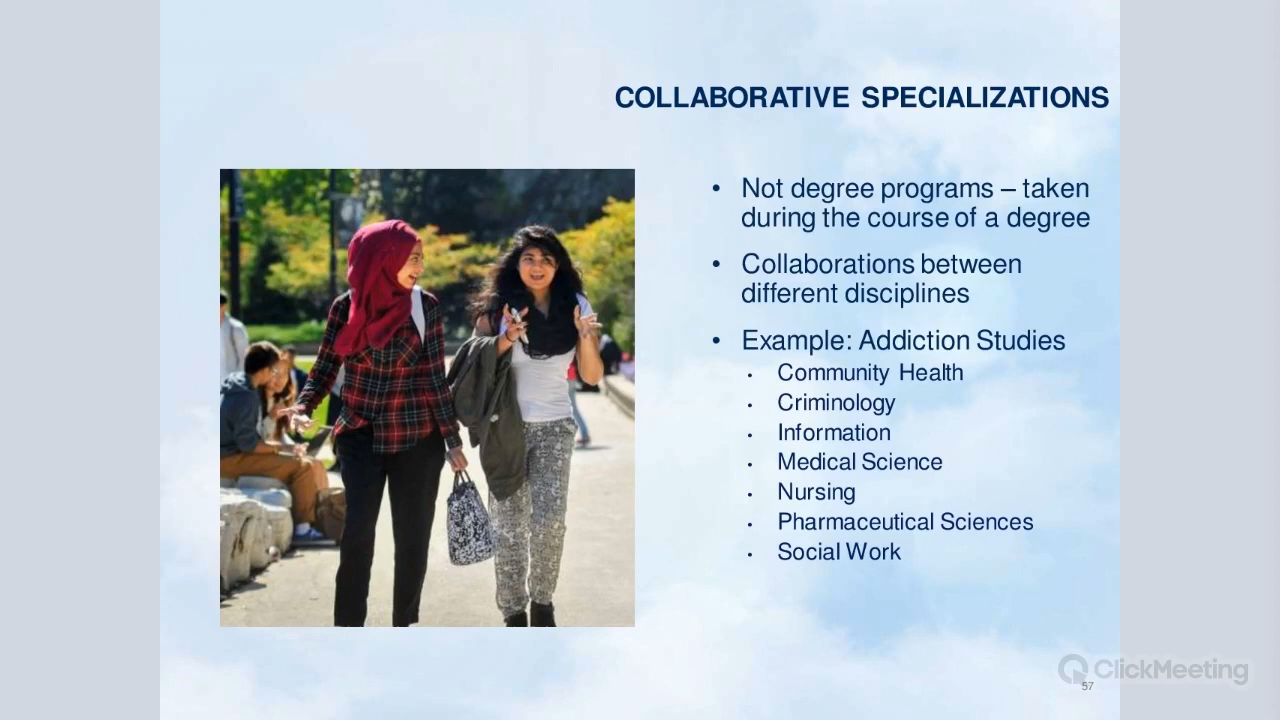 COLLABORATIVE SPECIALIZATIONS
• Not degree programs – taken
during the course of a degree
• Collaborations between
different disciplines
• Example: Addiction Studies
• Community Health
• Criminology
• Information
• Medical Science
• Nursing
• Pharmaceutical Sciences
• Social Work
ClickMeeting
57